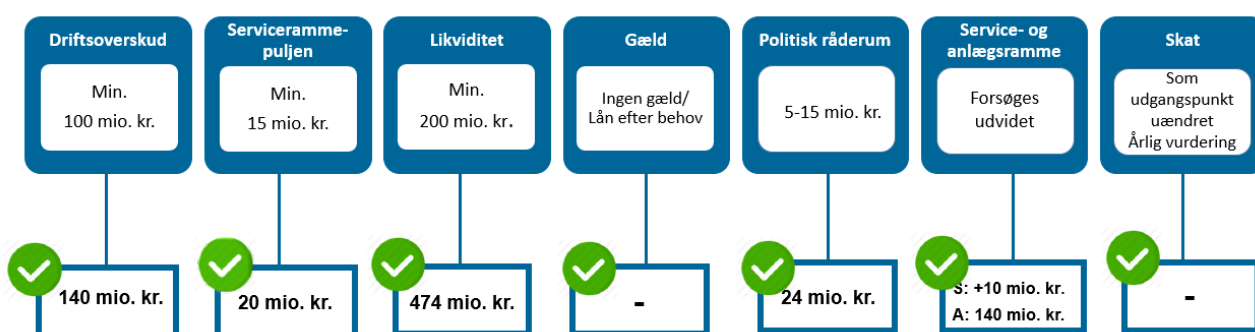 Driftsoverskud
Min.
100 mio. kr.
Serviceramme-
puljen
Min.
15 mio. kr.
Likviditet
Min.
200 mio. kr.
Gæld
Ingen gæld/
Lån efter behov
Politisk råderum
5-15 mio. kr.
Service- og
anlægsramme
Forsøges
udvidet
Skat
Som
udgangspunkt
uændret
Årlig vurdering
140 mio. kr.
20 mio. kr.
474 mio. kr.
-
24 mio. kr.
S: +10 mio. kr.
A: 140 mio. kr.
-